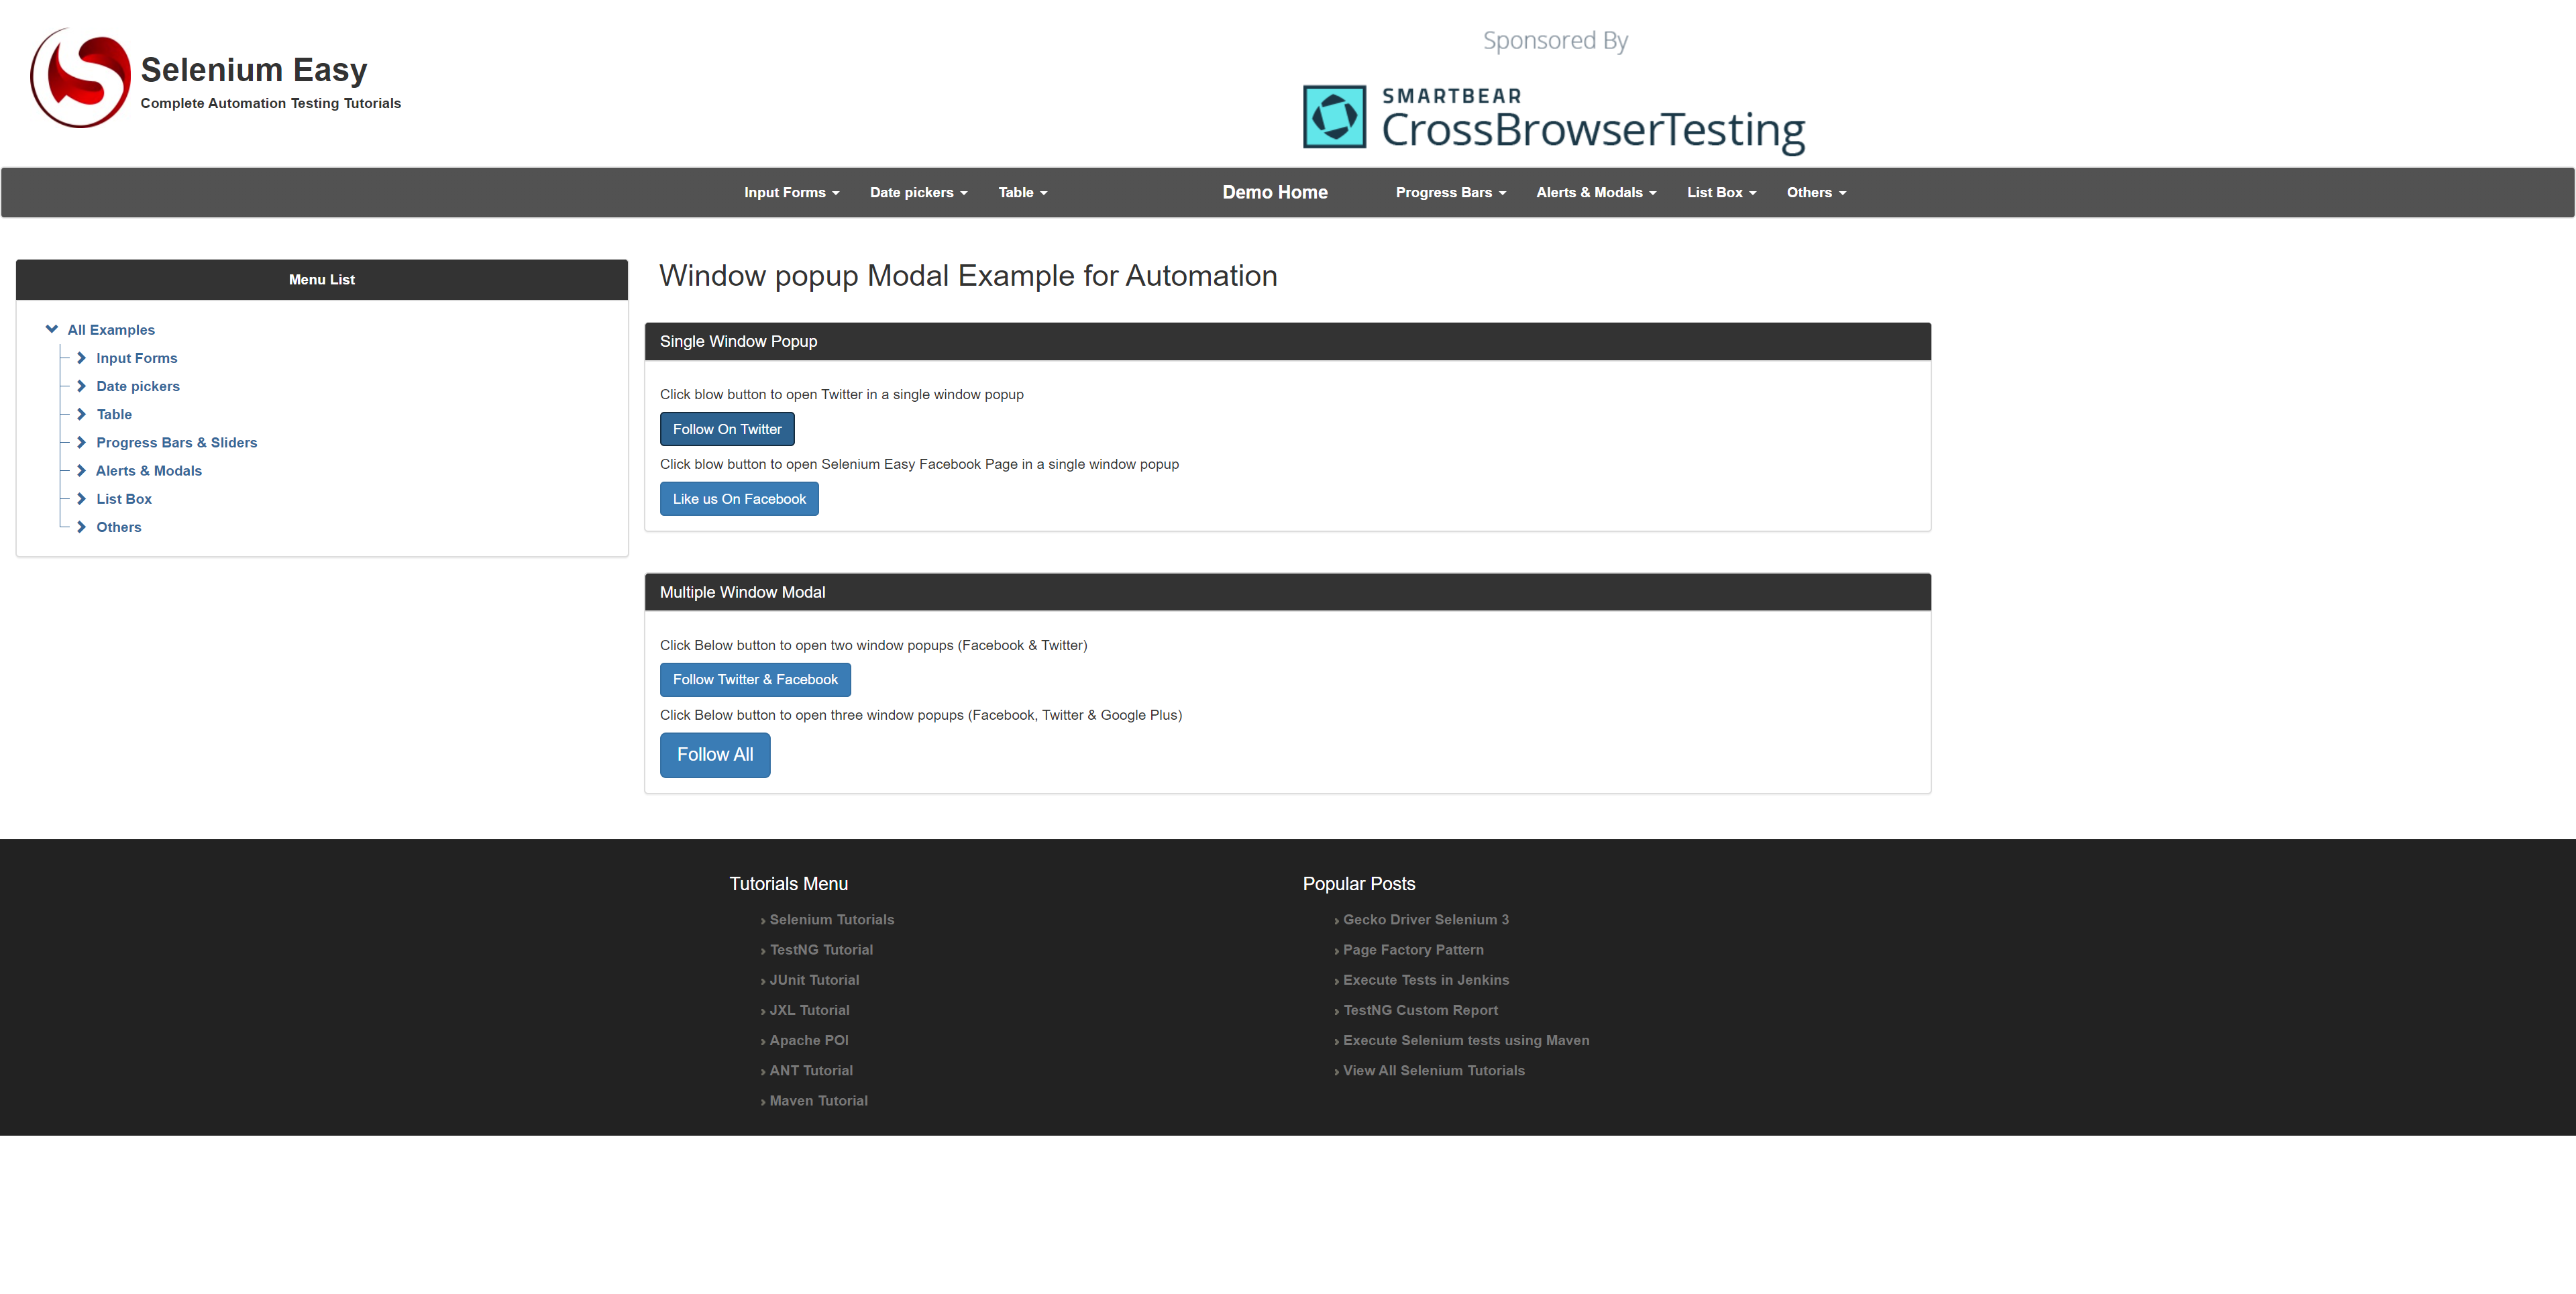 Selenium Easy
Complete Automation Testing Tutorials
Sponsored By
SMARTBEAR
CrossBrowserTesting
Input Forms
Date pickers
Table
Demo Home
Progress Bars
Alerts & Modals
List Box
Others
Menu List
All Examples
Input Forms
Date pickers
Table
Progress Bars & Sliders
Alerts & Modals
List Box
Others
Window popup Modal Example for Automation
Single Window Popup
Click blow button to open Twitter in a single window popup
Follow On Twitter
Click blow button to open Selenium Easy Facebook Page in a single window popup
Like us On Facebook
Multiple Window Modal
Click Below button to open two window popups (Facebook & Twitter)
Follow Twitter & Facebook
Click Below button to open three window popups (Facebook, Twitter & Google Plus)
Follow All
Tutorials Menu
Selenium Tutorials
TestNG Tutorial
JUnit Tutorial
JXL Tutorial
Apache POI
ANT Tutorial
Maven Tutorial
Popular Posts
Gecko Driver Selenium 3
Page Factory Pattern
Execute Tests in Jenkins
TestNG Custom Report
Execute Selenium tests using Maven
View All Selenium Tutorials